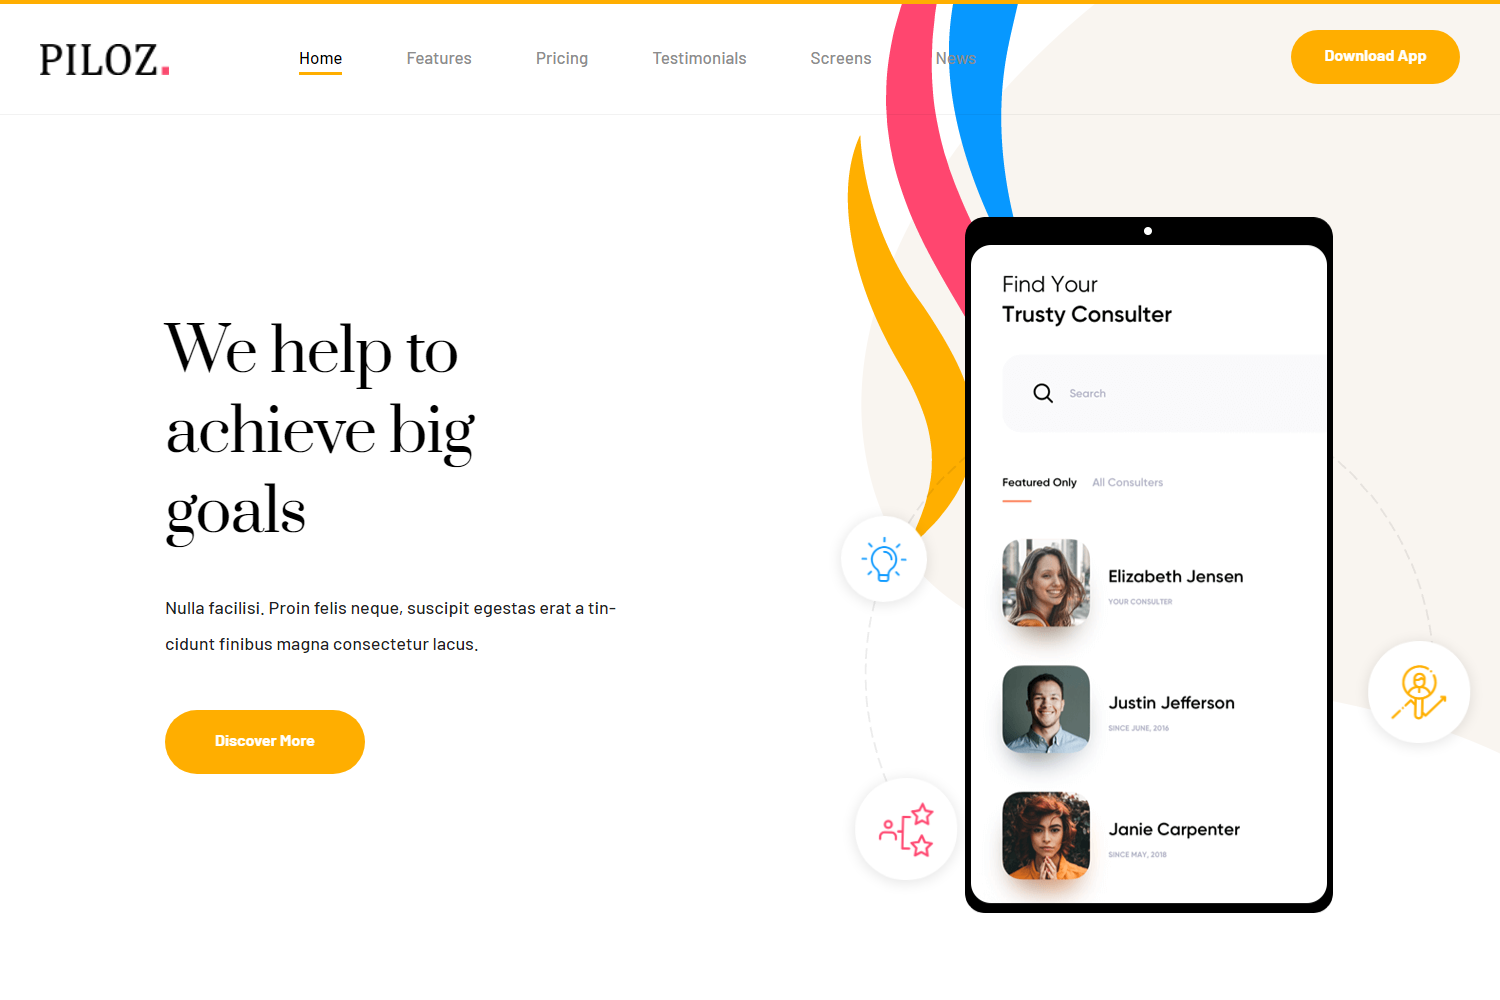 PILOZ.
Home Features Pricing Testimonials Screens News
Download App
We help to
achieve big
goals
Nulla facilisi. Proin felis neque, suscipit egestas erat a tin-
cidunt finibus magna consectetur lacus.
Discover More
Find Your
Trusty Consulter
Search
Featured Only All Consulters
Elizabeth Jensen
YOUR CONSULTER
Justin Jefferson
SINCE JUNE, 2016
Janie Carpenter
SINCE MAY, 2018